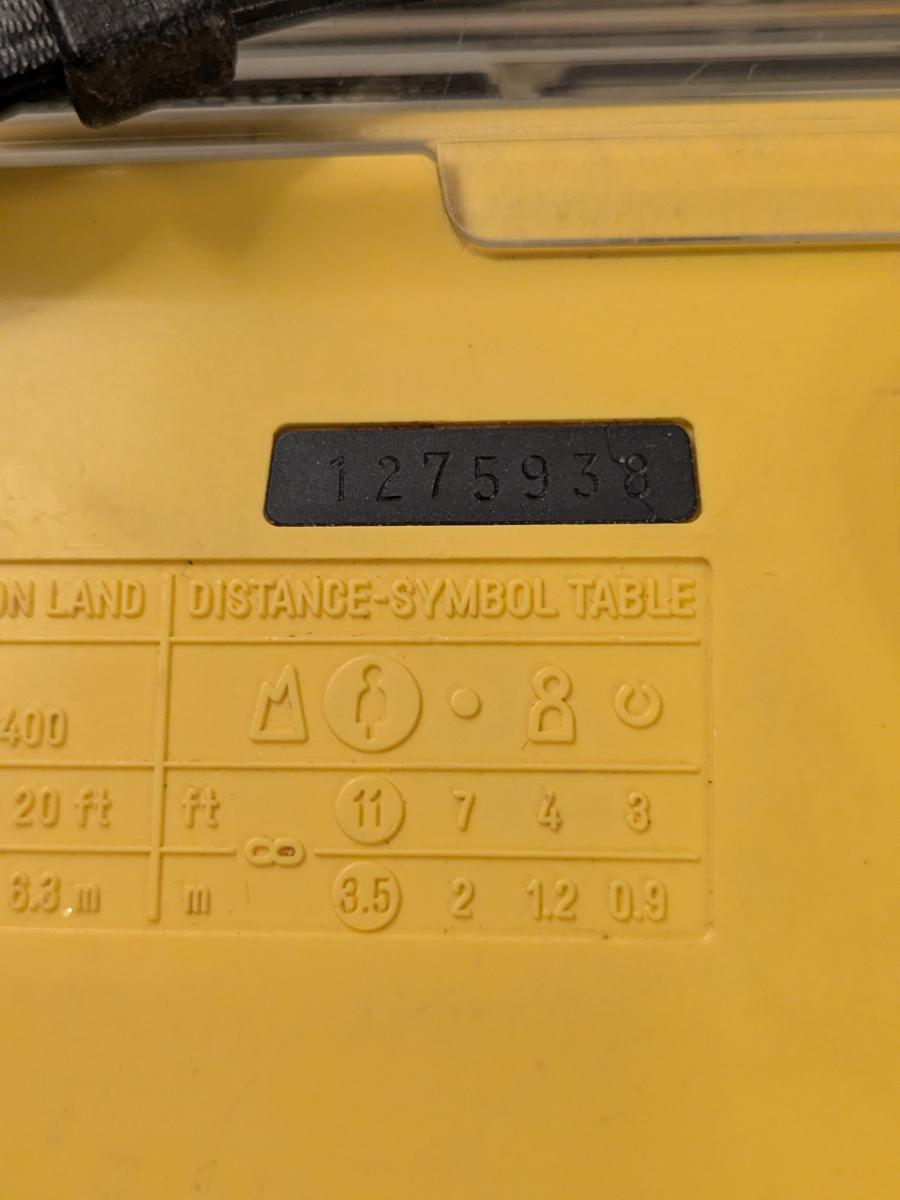 1275938
ON LAND DISTANCE-SYMBOL TABLE
400
20 ft ft 11 7 4 3
∞
6.3 m m 3.5 2 1.2 0.9